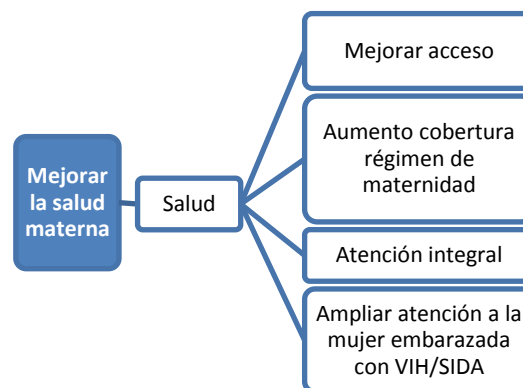 Mejorar
la salud
materna
Salud
Mejorar acceso
Aumento cobertura
régimen de
maternidad
Atención integral
Ampliar atención a la
mujer embarazada
con VIH/SIDA